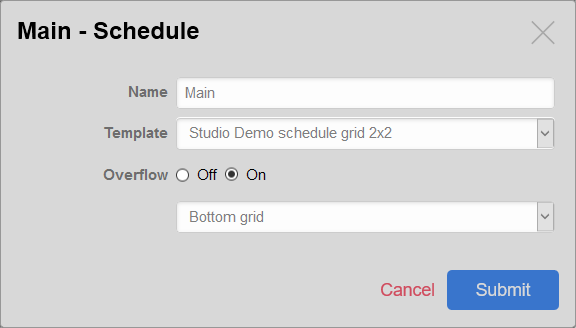 Main - Schedule
Name Main
Template Studio Demo schedule grid 2x2
Overflow Off On
Bottom grid
Cancel Submit